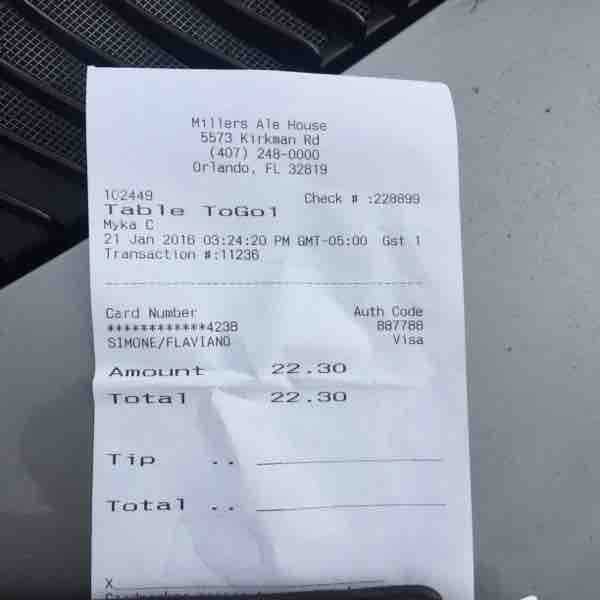 Millers Ale House
5573 Kirkman Rd
(407) 248-0000
Orlando, FL 32819
102449 Check # :228699
Table ToGo1
Myka C
21 Jan 2016 03:24:20 PM GMT-05:00 Gst 1
Transaction #:11236
Card Number Auth Code
************4238 887788
SIMONE/FLAVIANO Visa
Amount 22.30
Total 22.30
Tip ..
Total ..
X